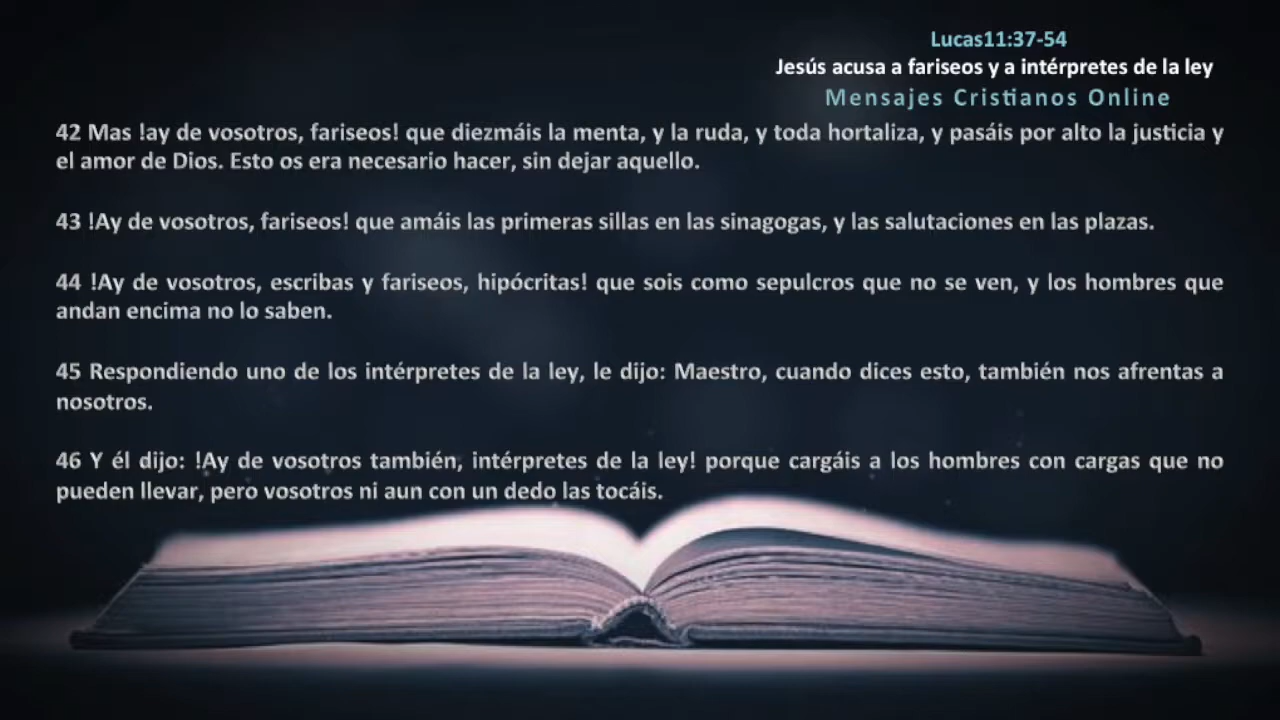 Lucas11:37-54
Jesús acusa a fariseos y a intérpretes de la ley
Mensajes Cristianos Online
42 Mas !ay de vosotros, fariseos! que diezmáis la menta, y la ruda, y toda hortaliza, y pasáis por alto la justicia y
el amor de Dios. Esto os era necesario hacer, sin dejar aquello.
43 !Ay de vosotros, fariseos! que amáis las primeras sillas en las sinagogas, y las salutaciones en las plazas.
44 !Ay de vosotros, escribas y fariseos, hipócritas! que sois como sepulcros que no se ven, y los hombres que
andan encima no lo saben.
45 Respondiendo uno de los intérpretes de la ley, le dijo: Maestro, cuando dices esto, también nos afrentas a
nosotros.
46 Y él dijo: !Ay de vosotros también, intérpretes de la ley! porque cargáis a los hombres con cargas que no
pueden llevar, pero vosotros ni aun con un dedo las tocáis.